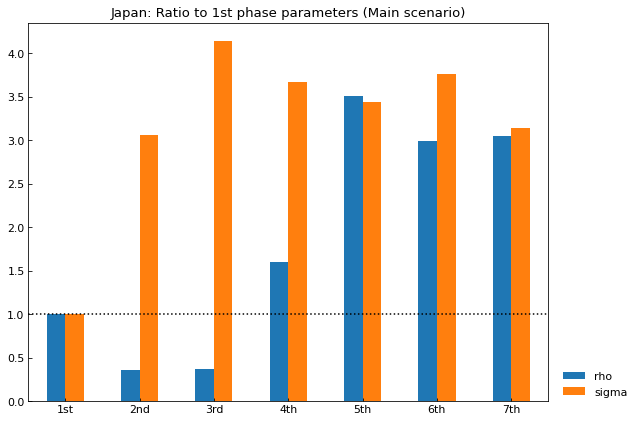 Japan: Ratio to 1st phase parameters (Main scenario)
4.0
3.5
3.0
2.5
2.0
1.5
1.0
0.5
0.0
1st 2nd 3rd 4th 5th 6th 7th
rho
sigma